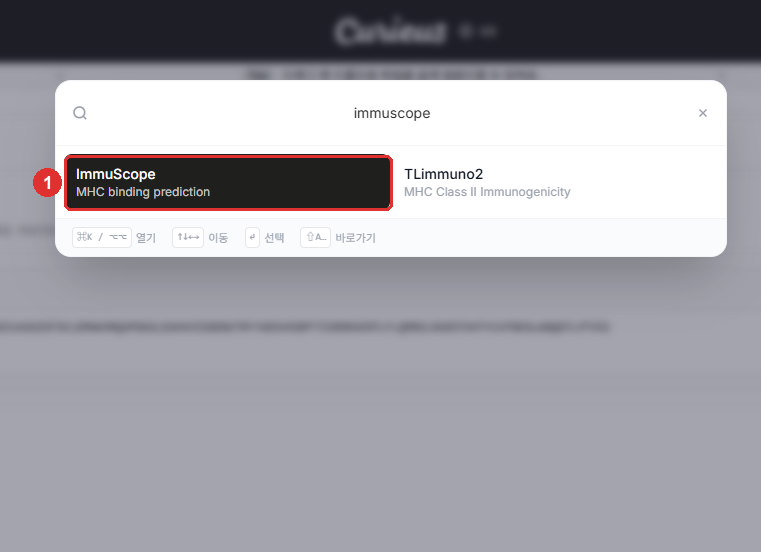 Curieus
immuscope
×
1
ImmuScope
MHC binding prediction
TLimmuno2
MHC Class II Immunogenicity
⌘K / ⌥⌥ 열기
↑↓←→ 이동
↵ 선택
⇧A… 바로가기